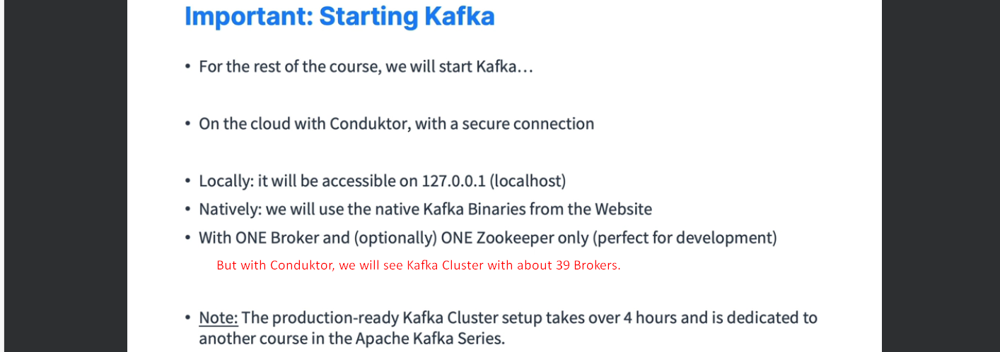 Important: Starting Kafka
• For the rest of the course, we will start Kafka…
• On the cloud with Conduktor, with a secure connection
• Locally: it will be accessible on 127.0.0.1 (localhost)
• Natively: we will use the native Kafka Binaries from the Website
• With ONE Broker and (optionally) ONE Zookeeper only (perfect for development)
But with Conduktor, we will see Kafka Cluster with about 39 Brokers.
• Note: The production-ready Kafka Cluster setup takes over 4 hours and is dedicated to
another course in the Apache Kafka Series.